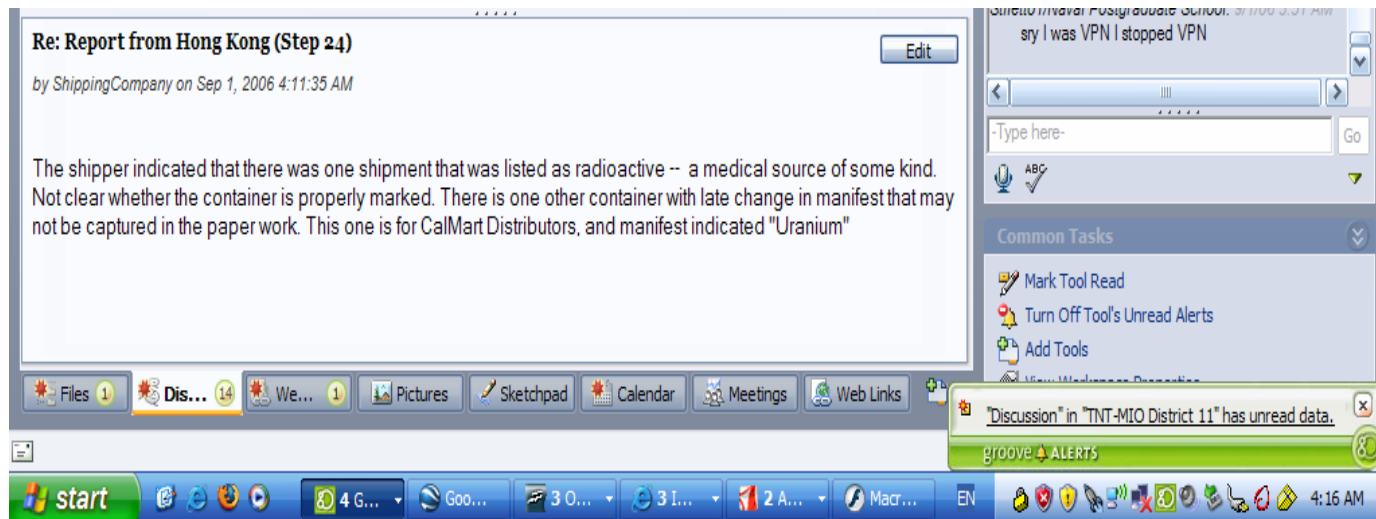 Re: Report from Hong Kong (Step 24)
Edit
by ShippingCompany on Sep 1, 2006 4:11:35 AM
The shipper indicated that there was one shipment that was listed as radioactive -- a medical source of some kind.
Not clear whether the container is properly marked. There is one other container with late change in manifest that may
not be captured in the paper work. This one is for CalMart Distributors, and manifest indicated "Uranium"
Files 1
Dis... 14
We... 1
Pictures
Sketchpad
Calendar
Meetings
Web Links
Postgraduate School:
sry I was VPN I stopped VPN
-Type here-
Go
ABC
Common Tasks
Mark Tool Read
Turn Off Tool's Unread Alerts
Add Tools
View Workspace Properties
"Discussion" in "TNT-MIO District 11" has unread data.
groove ALERTS
start
4 G...
Goo...
3 O...
3 I...
2 A...
Macr...
EN
4:16 AM